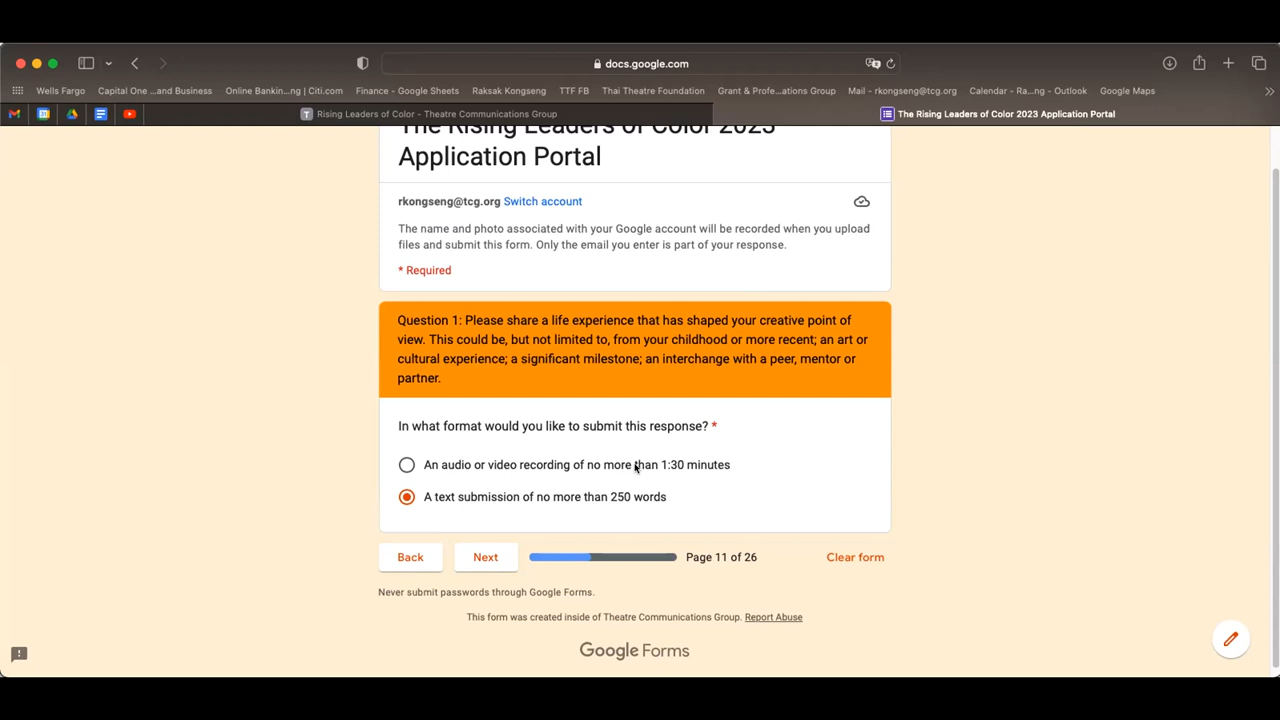 docs.google.com
Wells Fargo
Capital One ...and Business
Online Bankin...ng | Citi.com
Finance - Google Sheets
Raksak Kongseng
TTF FB
Thai Theatre Foundation
Grant & Profe...ations Group
Mail - rkongseng@tcg.org
Calendar - Ra...ng - Outlook
Google Maps
T Rising Leaders of Color - Theatre Communications Group
The Rising Leaders of Color 2023 Application Portal
The Rising Leaders of Color 2023
Application Portal
rkongseng@tcg.org Switch account
The name and photo associated with your Google account will be recorded when you upload
files and submit this form. Only the email you enter is part of your response.
* Required
Question 1: Please share a life experience that has shaped your creative point of
view. This could be, but not limited to, from your childhood or more recent; an art or
cultural experience; a significant milestone; an interchange with a peer, mentor or
partner.
In what format would you like to submit this response? *
An audio or video recording of no more than 1:30 minutes
A text submission of no more than 250 words
Back
Next
Page 11 of 26
Clear form
Never submit passwords through Google Forms.
This form was created inside of Theatre Communications Group. Report Abuse
Google Forms